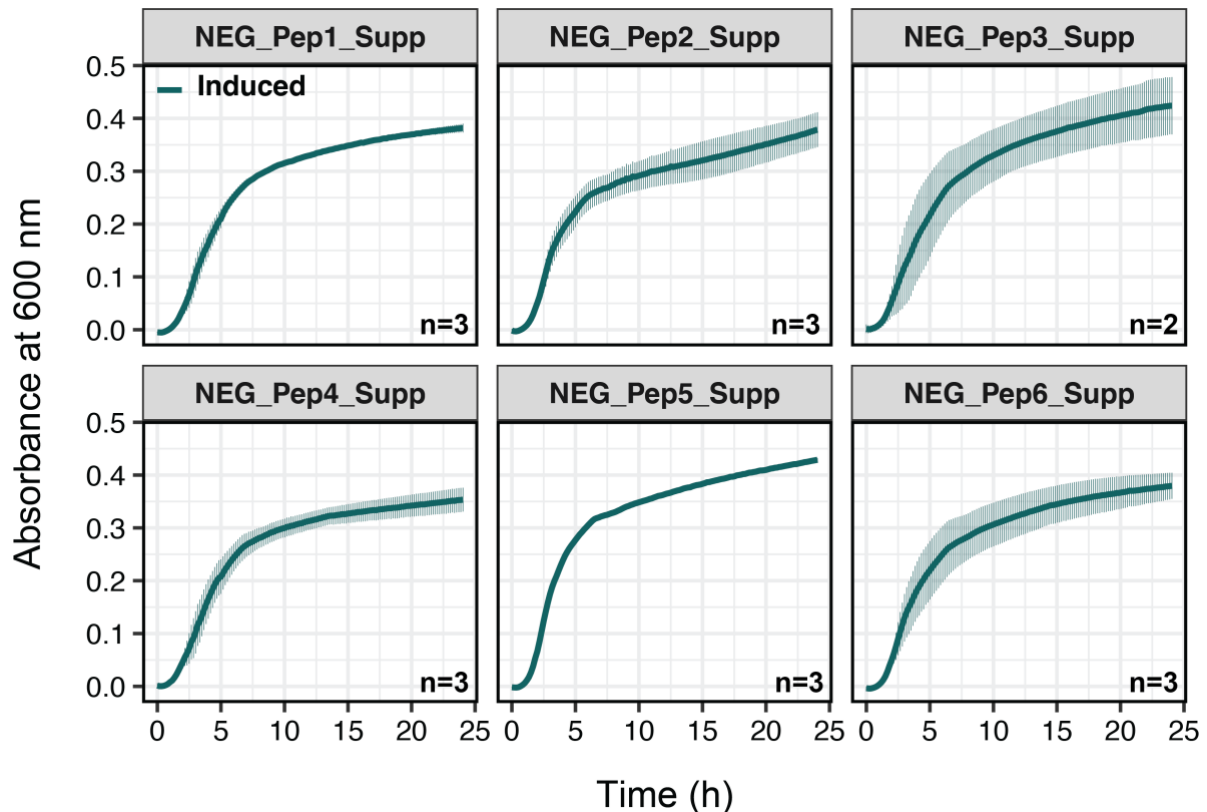 NEG_Pep1_Supp NEG_Pep2_Supp NEG_Pep3_Supp
0.5
Induced
0.4
0.3
0.2
0.1
0.0
n=3 n=3 n=2
NEG_Pep4_Supp NEG_Pep5_Supp NEG_Pep6_Supp
0.5
0.4
0.3
0.2
0.1
0.0
n=3 n=3 n=3
0 5 10 15 20 25 0 5 10 15 20 25 0 5 10 15 20 25
Absorbance at 600 nm
Time (h)